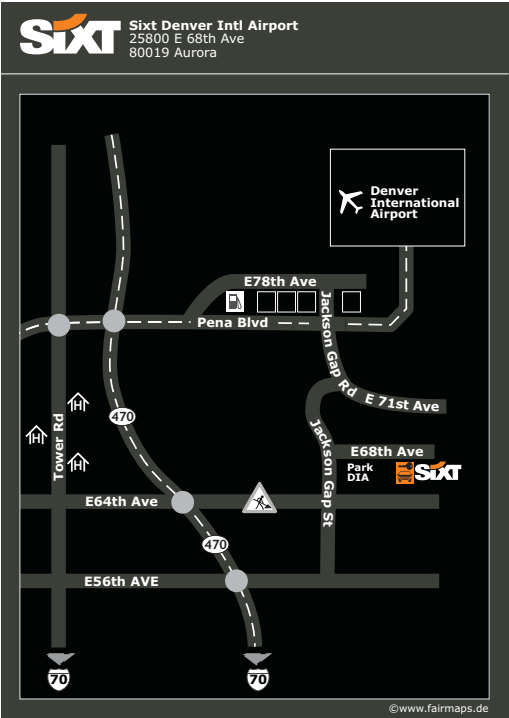 SIXT
Sixt Denver Intl Airport
25800 E 68th Ave
80019 Aurora
Denver
International
Airport
E78th Ave
Pena Blvd
Jackson Gap Rd
E 71st Ave
470
Tower Rd
H
H
H
Jackson Gap St
E68th Ave
Park
DIA
SIXT
E64th Ave
470
E56th AVE
70
70
©www.fairmaps.de